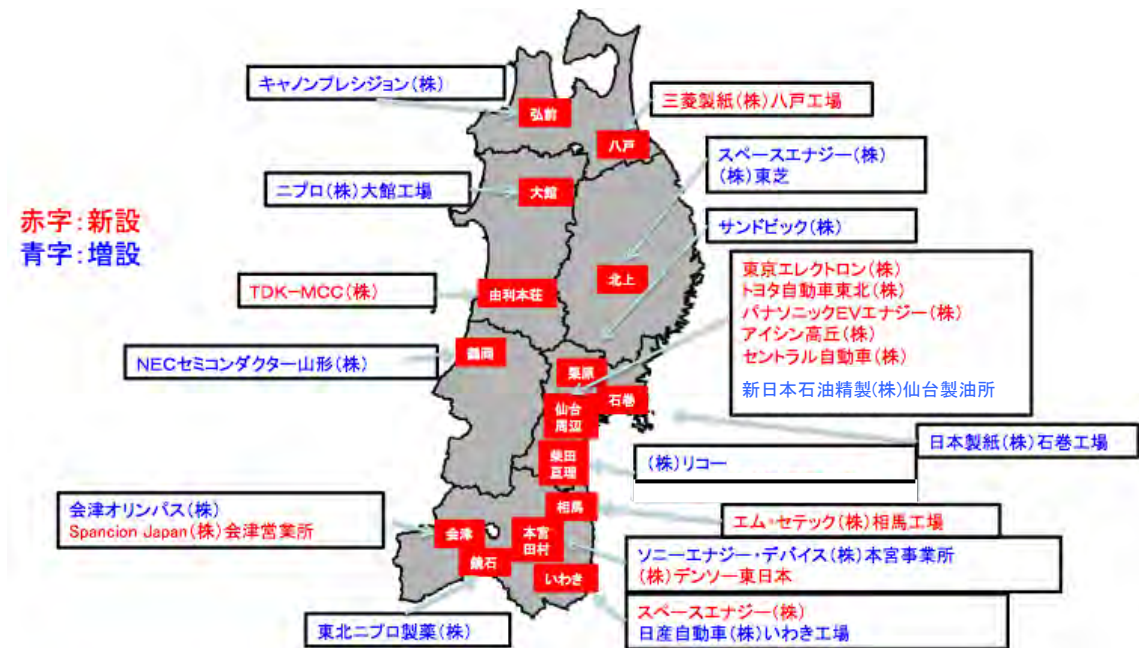 キャノンプレシジョン(株)
弘前
三菱製紙(株)八戸工場
八戸
スペースエナジー(株)
(株)東芝
ニプロ(株)大館工場
大館
赤字:新設
青字:増設
サンドビック(株)
北上
東京エレクトロン(株)
トヨタ自動車東北(株)
パナソニックEVエナジー(株)
アイシン高丘(株)
セントラル自動車(株)
新日本石油精製(株)仙台製油所
TDK-MCC(株)
由利本荘
NECセミコンダクター山形(株)
鶴岡
栗原
石巻
仙台
周辺
日本製紙(株)石巻工場
柴田
亘理
(株)リコー
相馬
エム・セテック(株)相馬工場
会津オリンパス(株)
Spancion Japan(株)会津営業所
会津
本宮
田村
ソニーエナジー・デバイス(株)本宮事業所
(株)デンソー東日本
鏡石
いわき
スペースエナジー(株)
日産自動車(株)いわき工場
東北ニプロ製薬(株)